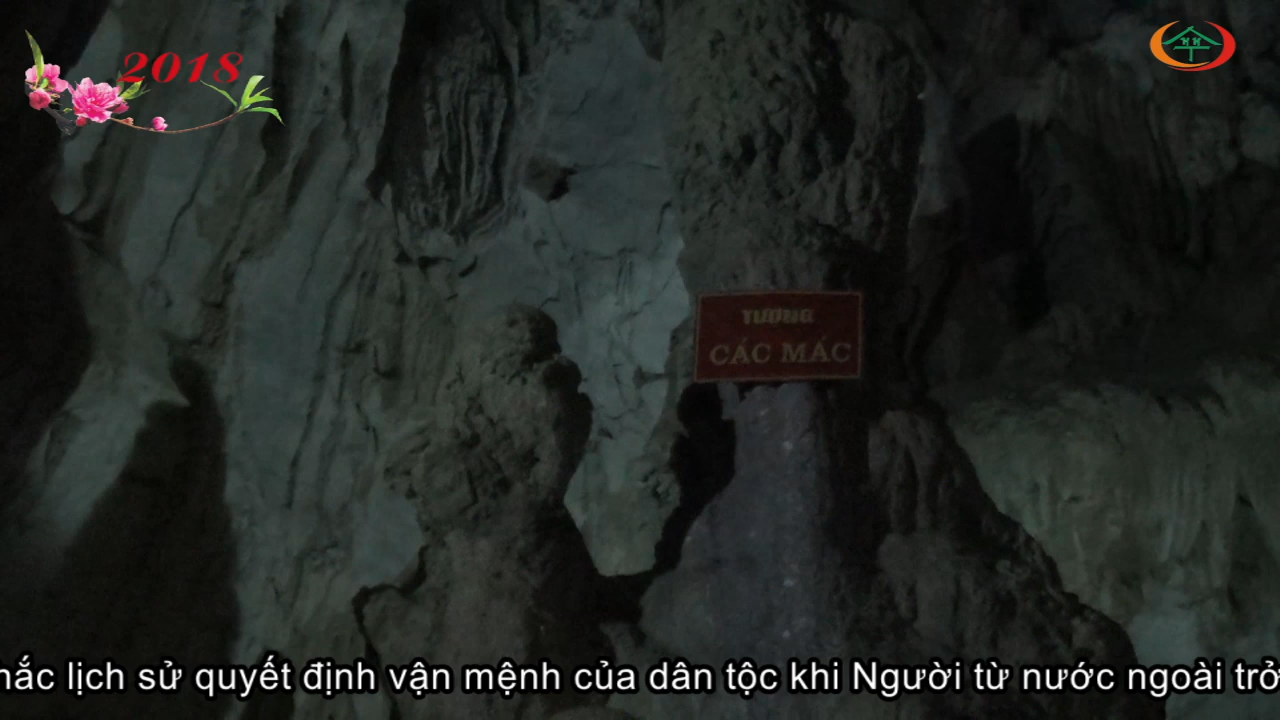 2018
TƯỢNG
CÁC MÁC
hắc lịch sử quyết định vận mệnh của dân tộc khi Người từ nước ngoài trở